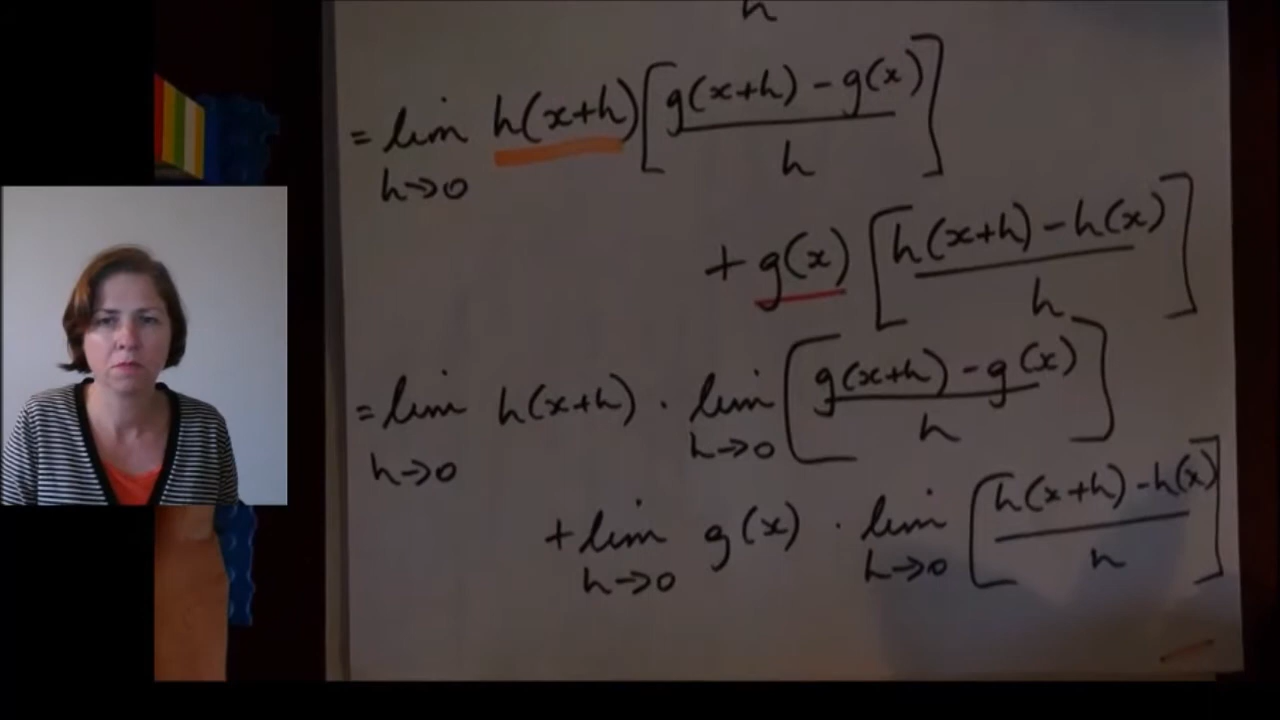 h
= lim h(x+h) [ g(x+h) - g(x)
h→0 h ]
+ g(x) [ h(x+h) - h(x)
h ]
= lim h(x+h) . lim [ g(x+h) - g(x)
h→0 h→0 h ]
+ lim g(x) . lim [ h(x+h) - h(x)
h→0 h→0 h ]